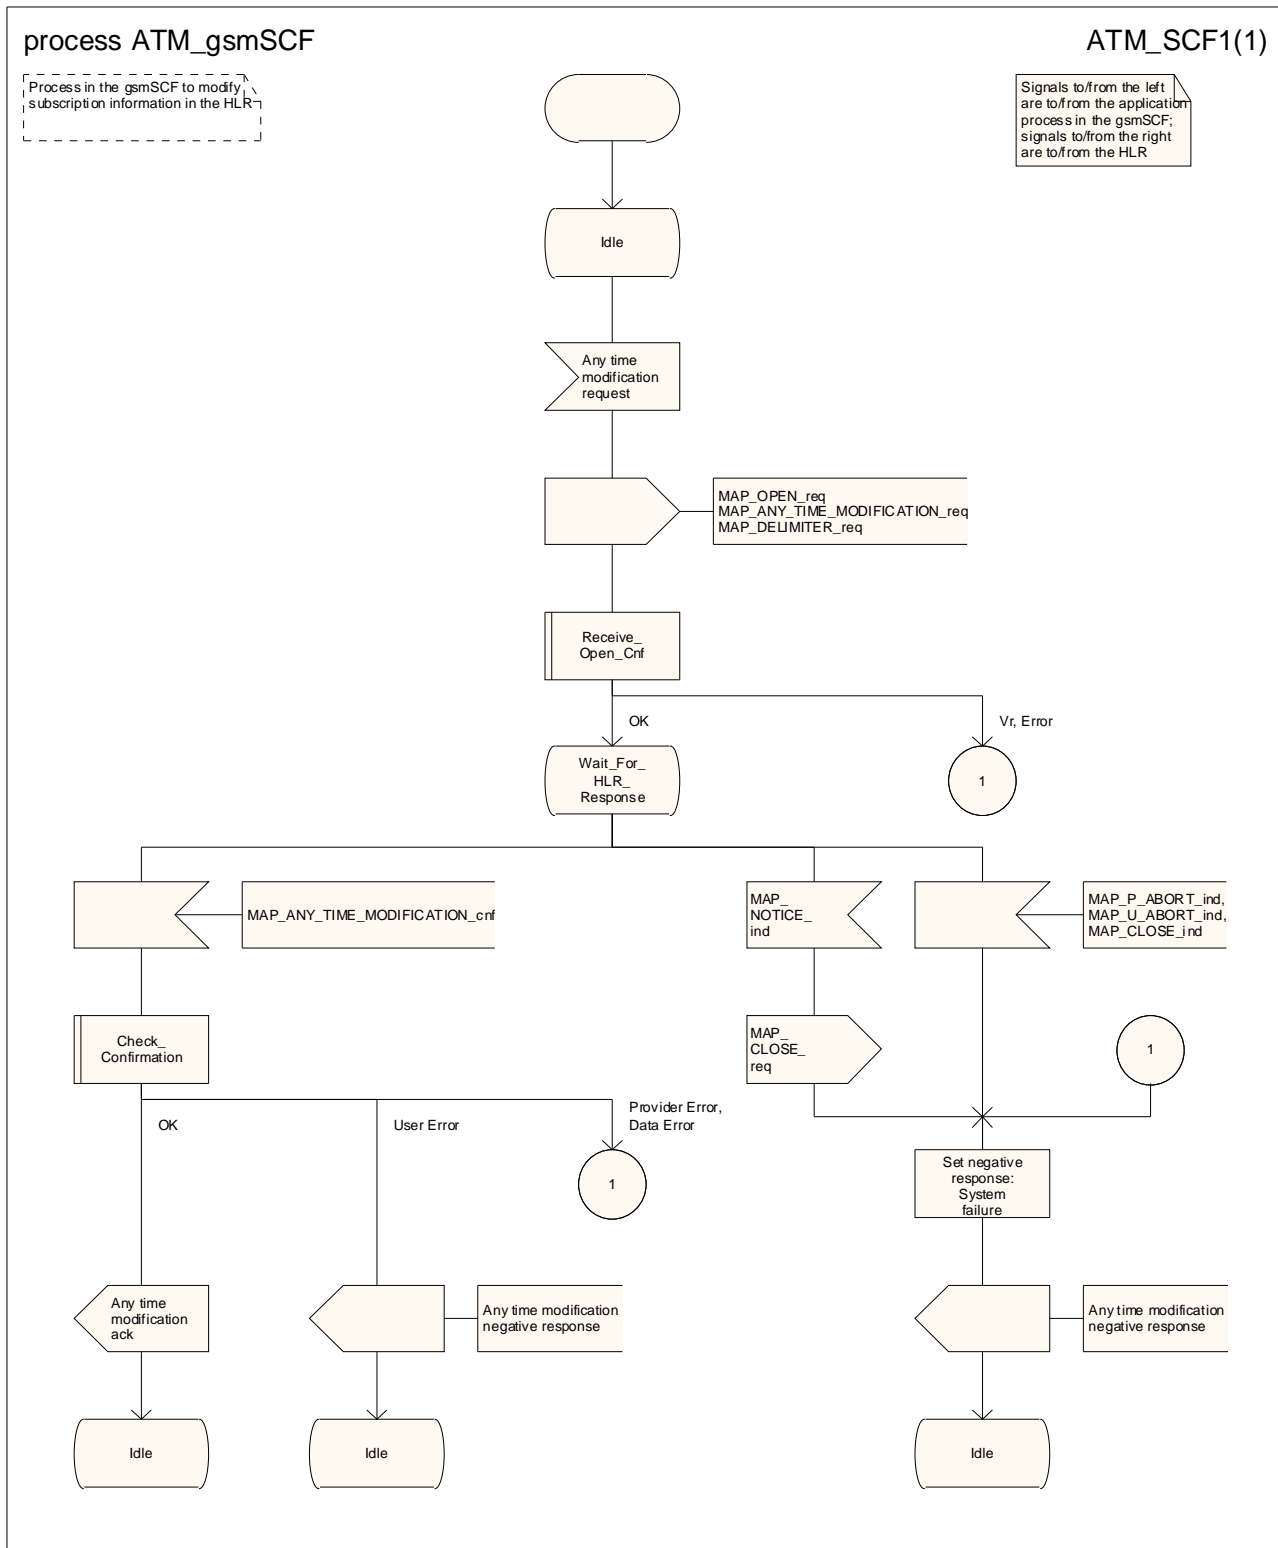 process ATM_gsmSCF
ATM_SCF1(1)
Process in the gsmSCF to modify
subscription information in the HLR
Signals to/from the left
are to/from the application
process in the gsmSCF;
signals to/from the right
are to/from the HLR
Idle
Any time
modification
request
MAP_OPEN_req
MAP_ANY_TIME_MODIFICATION_req
MAP_DELIMITER_req
Receive_
Open_Cnf
OK
Vr, Error
Wait_For_
HLR_
Response
1
MAP_ANY_TIME_MODIFICATION_cnf
MAP_
NOTICE_
ind
MAP_P_ABORT_ind,
MAP_U_ABORT_ind,
MAP_CLOSE_ind
Check_
Confirmation
MAP_
CLOSE_
req
1
OK
User Error
Provider Error,
Data Error
1
Set negative
response:
System
failure
Any time
modification
ack
Any time modification
negative response
Any time modification
negative response
Idle
Idle
Idle